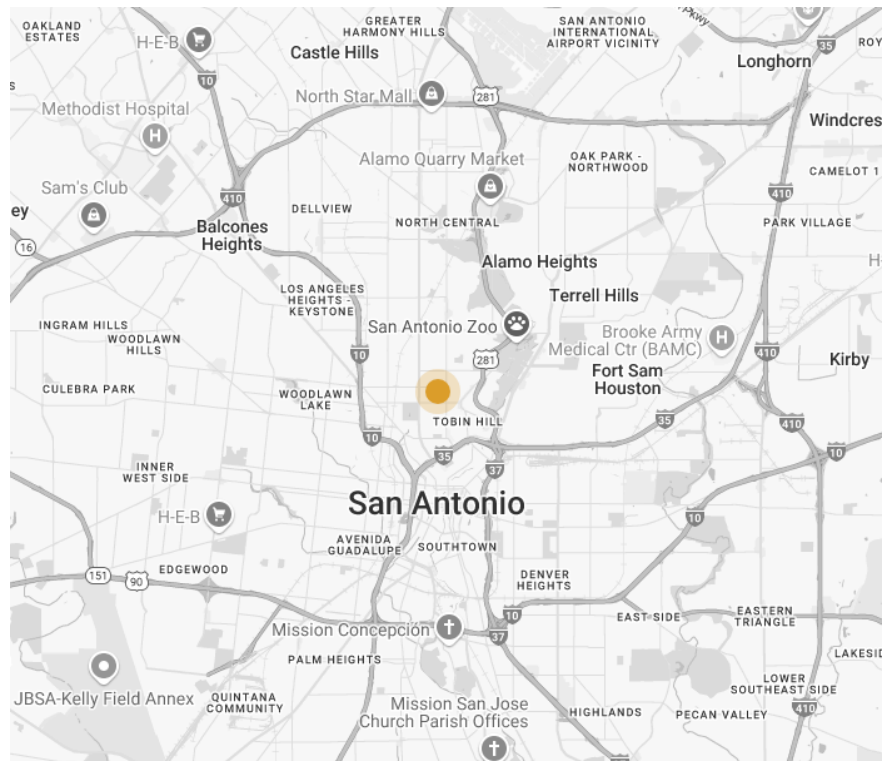 OAKLAND
ESTATES
H-E-B
GREATER
HARMONY HILLS
SAN ANTONIO
INTERNATIONAL
AIRPORT VICINITY
Pkwy
35
ROY
Castle Hills
Longhorn
10
North Star Mall
281
Methodist Hospital
Windcres
Alamo Quarry Market
OAK PARK -
NORTHWOOD
CAMELOT 1
Sam's Club
410
410
ey
DELLVIEW
NORTH CENTRAL
PARK VILLAGE
Balcones
Heights
16
Alamo Heights
H-
LOS ANGELES
HEIGHTS -
KEYSTONE
Terrell Hills
INGRAM HILLS
WOODLAWN
HILLS
San Antonio Zoo
Brooke Army
Medical Ctr (BAMC)
10
281
410
Kirby
CULEBRA PARK
WOODLAWN
LAKE
Fort Sam
Houston
TOBIN HILL
35
410
10
35
37
10
INNER
WEST SIDE
San Antonio
H-E-B
10
AVENIDA
GUADALUPE
SOUTHTOWN
EDGEWOOD
151
90
DENVER
HEIGHTS
10
EAST SIDE
EASTERN
TRIANGLE
Mission Concepción
37
PALM HEIGHTS
LAKESID
JBSA-Kelly Field Annex
QUINTANA
COMMUNITY
LOWER
SOUTHEAST SIDE
Mission San Jose
Church Parish Offices
HIGHLANDS
PECAN VALLEY
410